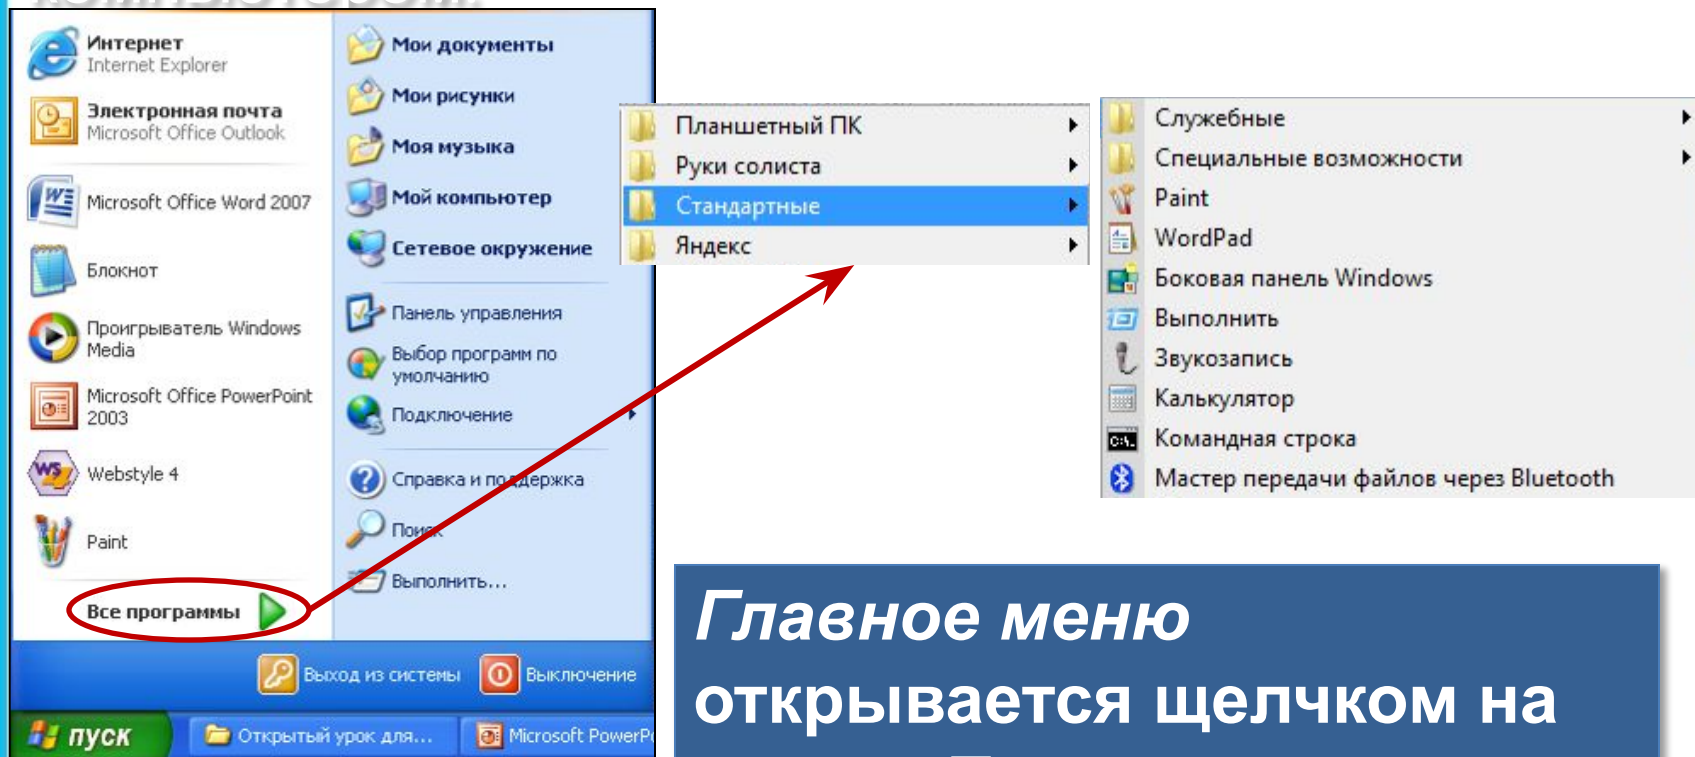 Интернет
Internet Explorer
Электронная почта
Microsoft Office Outlook
Microsoft Office Word 2007
Блокнот
Проигрыватель Windows
Media
Microsoft Office PowerPoint
2003
Webstyle 4
Paint
Все программы
Мои документы
Мои рисунки
Моя музыка
Мой компьютер
Сетевое окружение
Панель управления
Выбор программ по
умолчанию
Подключение
Справка и поддержка
Поиск
Выполнить...
Выход из системы
Выключение
пуск
Открытый урок для...
Microsoft PowerPo
Планшетный ПК
Руки солиста
Стандартные
Яндекс
Служебные
Специальные возможности
Paint
WordPad
Боковая панель Windows
Выполнить
Звукозапись
Калькулятор
Командная строка
Мастер передачи файлов через Bluetooth
Главное меню
открывается щелчком на